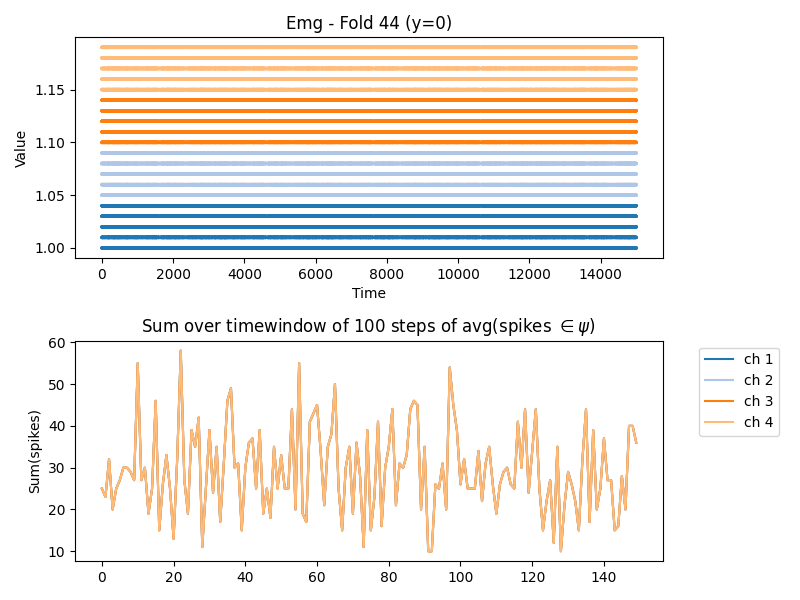 Emg - Fold 44 (y=0)
Value
1.15
1.10
1.05
1.00
0 2000 4000 6000 8000 10000 12000 14000
Time
Sum over timewindow of 100 steps of avg(spikes ∈ψ)
Sum(spikes)
60
50
40
30
20
10
0 20 40 60 80 100 120 140
ch 1
ch 2
ch 3
ch 4